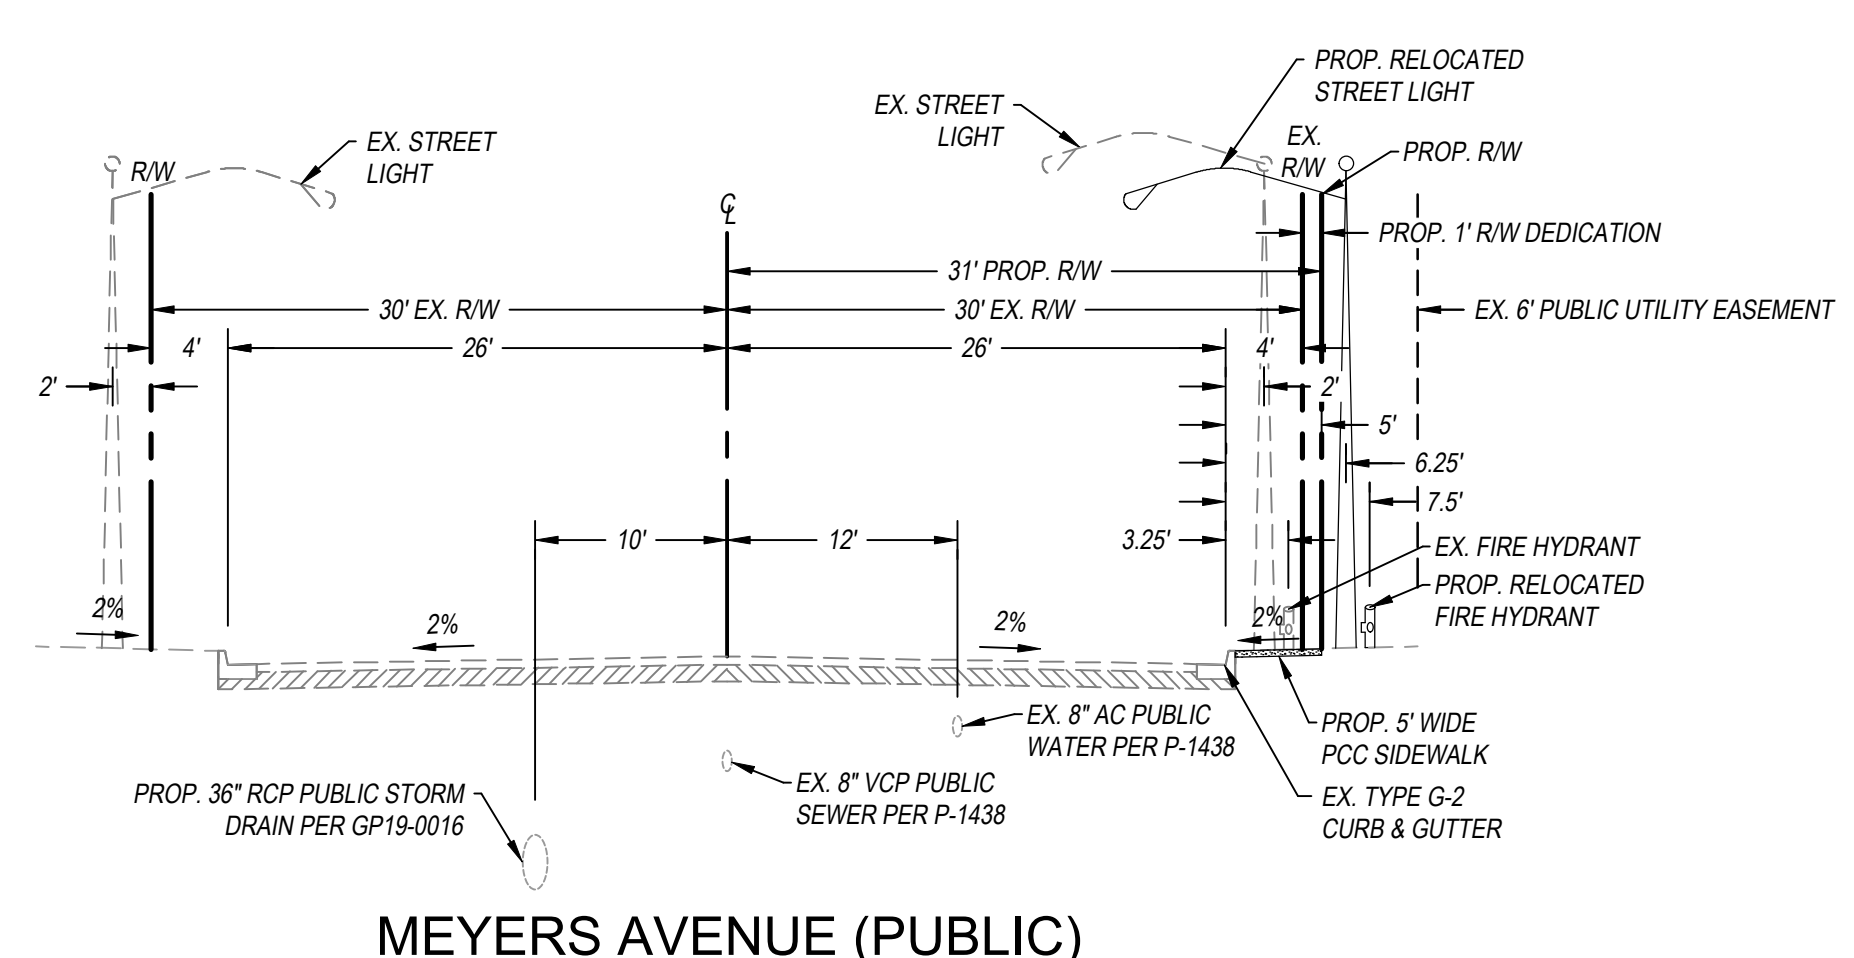 PROP. RELOCATED
STREET LIGHT
EX. STREET
LIGHT
EX. STREET
LIGHT
EX.
R/W
PROP. R/W
R/W
CL
PROP. 1' R/W DEDICATION
31' PROP. R/W
30' EX. R/W
30' EX. R/W
EX. 6' PUBLIC UTILITY EASEMENT
4'
26'
26'
4'
2'
2'
5'
6.25'
7.5'
10'
12'
3.25'
EX. FIRE HYDRANT
PROP. RELOCATED
FIRE HYDRANT
2%
2%
2%
2%
EX. 8" AC PUBLIC
WATER PER P-1438
PROP. 5' WIDE
PCC SIDEWALK
EX. 8" VCP PUBLIC
SEWER PER P-1438
PROP. 36" RCP PUBLIC STORM
DRAIN PER GP19-0016
EX. TYPE G-2
CURB & GUTTER
MEYERS AVENUE (PUBLIC)